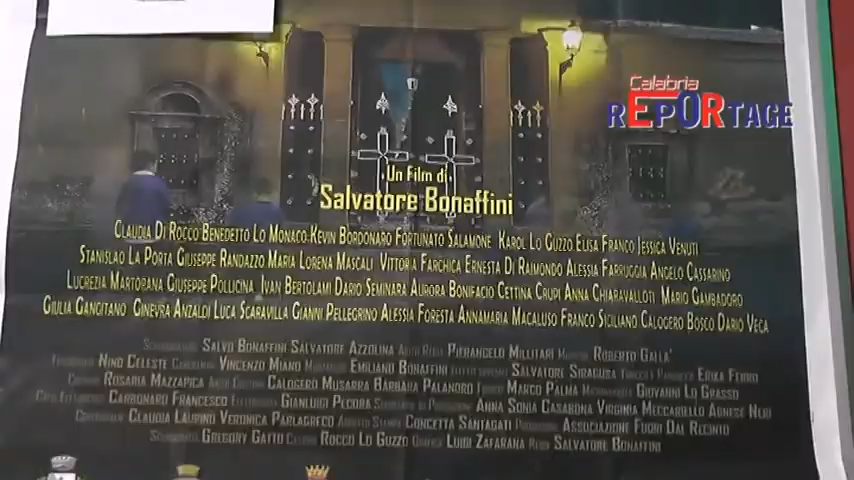 Calabria
REPORTAGE
Un Film di
Salvatore Bonaffini
Claudia Di Rocco Benedetto Lo Monaco Kevin Bordonaro Fortunato Salamone Karol Lo Guzzo Elisa Franco Jessica Venuti
Stanislao La Porta Giuseppe Randazzo Maria Lorena Mascali Vittoria Farchica Ernesta Di Raimondo Alessia Farruggia Angelo Cassarino
Lucrezia Martorana Giuseppe Pollicina Ivan Bertolami Dario Seminara Aurora Bonifacio Cettina Crupi Anna Chiaravalloti Mario Gambadoro
Giulia Gangitano Ginevra Anzaldi Luca Scaravilla Gianni Pellegrino Alessia Foresta Annamaria Macaluso Franco Siciliano Calogero Bosco Dario Veca
Salvo Bonaffini Salvatore Azzolina Pierangelo Militari Roberto Galla'
Nino Celeste Vincenzo Miano Emiliano Bonaffini Salvatore Siragusa Erika Ferro
Rosaria Mazzarica Calogero Musarra Barbara Palandro Marco Palma Giovanni Lo Grasso
Carbonaro Francesco Gianluigi Pecora Anna Sonia Casabona Virginia Meccarello Agnese Neri
Claudia Laurino Veronica Parlagreco Concetta Santagati Associazione Fuori Dal Recinto
Gregory Gatto Rocco Lo Guzzo Luigi Zafarana Salvatore Bonaffini